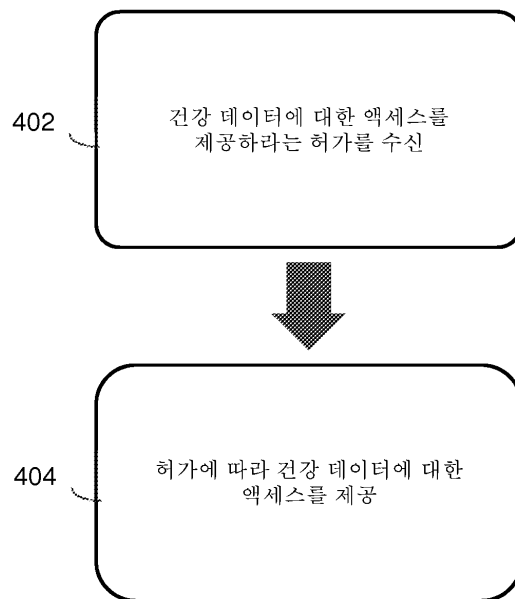 402
건강 데이터에 대한 액세스를
제공하라는 허가를 수신
404
허가에 따라 건강 데이터에 대한
액세스를 제공